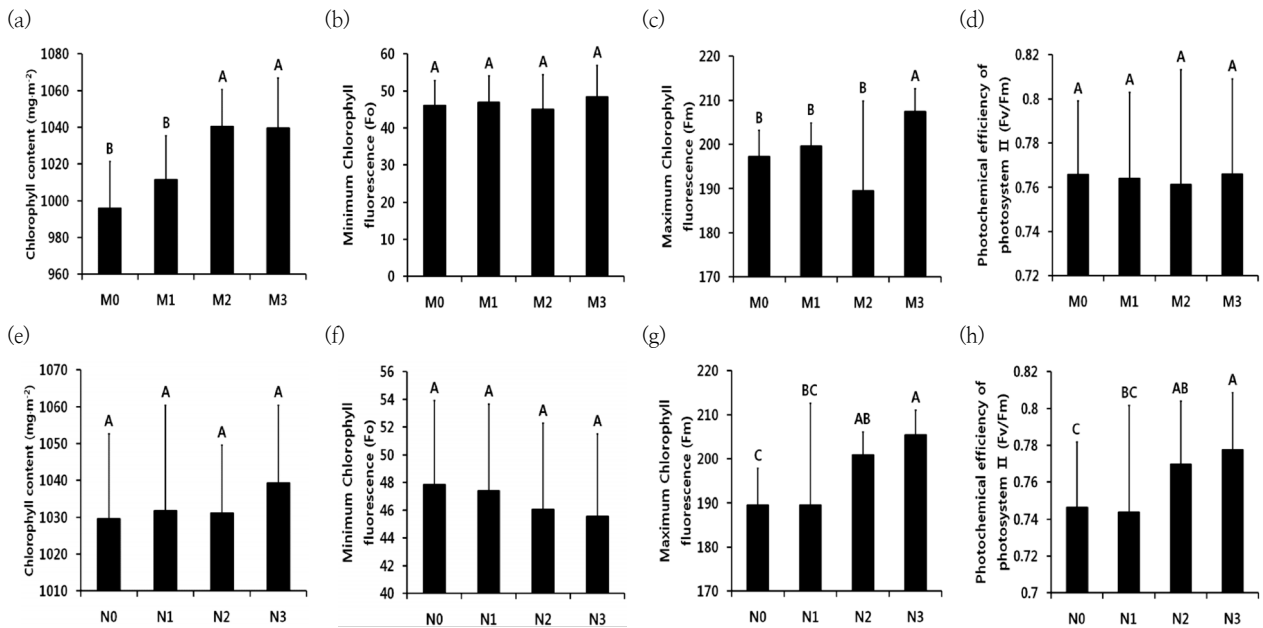 (a)
(b)
(c)
(d)
Chlorophyll content (mg·m-2)
1080
1060
1040
1020
1000
980
960
B
B
A
A
M0 M1 M2 M3
Minimum Chlorophyll
fluorescence (Fo)
60
50
40
30
20
10
0
A
A
A
A
M0 M1 M2 M3
Maximum Chlorophyll
fluorescence (Fm)
220
210
200
190
180
170
B
B
B
A
M0 M1 M2 M3
Photochemical efficiency of
photosystem II (Fv/Fm)
0.82
0.8
0.78
0.76
0.74
0.72
A
A
A
A
M0 M1 M2 M3
(e)
(f)
(g)
(h)
Chlorophyll content (mg·m-2)
1070
1060
1050
1040
1030
1020
1010
A
A
A
A
N0 N1 N2 N3
Minimum Chlorophyll
fluorescence (Fo)
56
54
52
50
48
46
44
42
40
A
A
A
A
N0 N1 N2 N3
Maximum Chlorophyll
fluorescence (Fm)
220
210
200
190
180
170
C
BC
AB
A
N0 N1 N2 N3
Photochemical efficiency of
photosystem II (Fv/Fm)
0.82
0.8
0.78
0.76
0.74
0.72
0.7
C
BC
AB
A
N0 N1 N2 N3